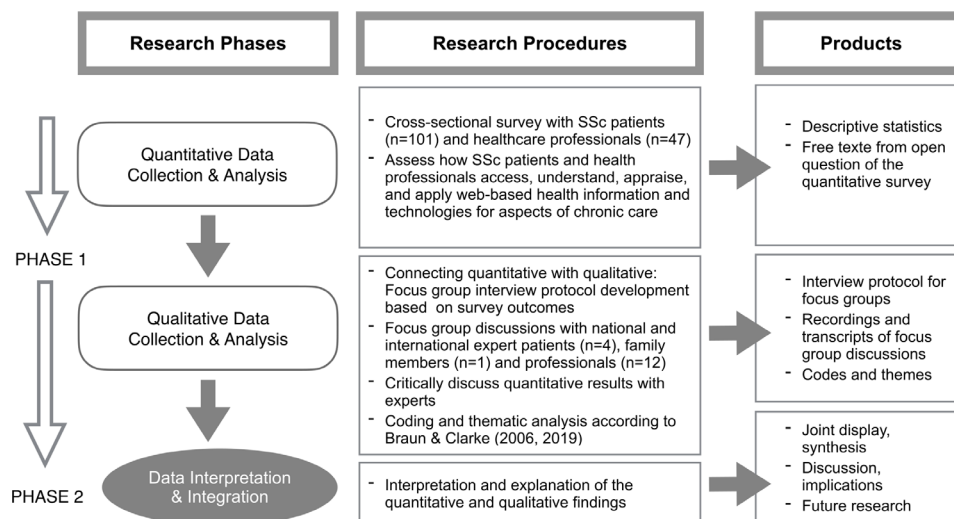 Research Phases
Research Procedures
Products
Quantitative Data
Collection & Analysis
- Cross-sectional survey with SSc patients
(n=101) and healthcare professionals (n=47)
- Assess how SSc patients and health
professionals access, understand, appraise,
and apply web-based health information and
technologies for aspects of chronic care
- Descriptive statistics
- Free texte from open
question of the
quantitative survey
PHASE 1
Qualitative Data
Collection & Analysis
- Connecting quantitative with qualitative:
Focus group interview protocol development
based on survey outcomes
- Focus group discussions with national and
international expert patients (n=4), family
members (n=1) and professionals (n=12)
- Critically discuss quantitative results with
experts
- Coding and thematic analysis according to
Braun & Clarke (2006, 2019)
- Interview protocol for
focus groups
- Recordings and
transcripts of focus
group discussions
- Codes and themes
PHASE 2
Data Interpretation
& Integration
- Interpretation and explanation of the
quantitative and qualitative findings
- Joint display,
synthesis
- Discussion,
implications
- Future research